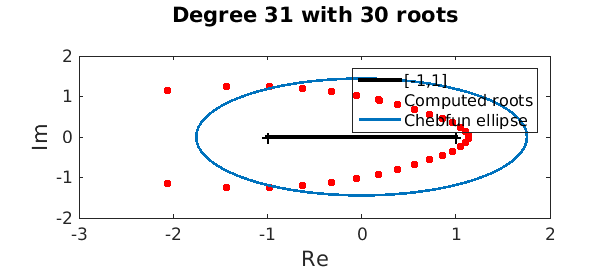 Degree 31 with 30 roots
2
1
0
-1
-2
Im
[-1,1]
Computed roots
Chebfun ellipse
-3
-2
-1
0
1
2
Re